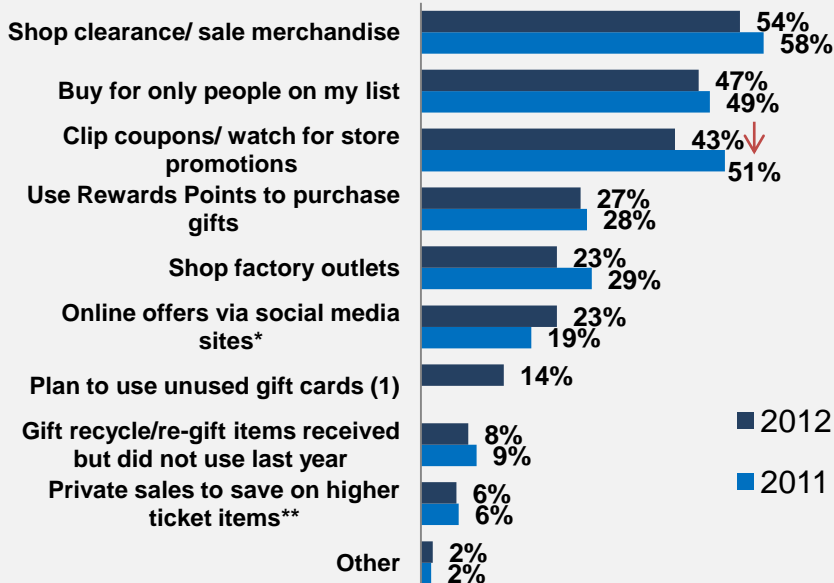 Shop clearance/ sale merchandise
54%
58%
Buy for only people on my list
47%
49%
Clip coupons/ watch for store
promotions
43%
51%
Use Rewards Points to purchase
gifts
27%
28%
Shop factory outlets
23%
29%
Online offers via social media
sites*
23%
19%
Plan to use unused gift cards (1)
14%
Gift recycle/re-gift items received
but did not use last year
8%
9%
Private sales to save on higher
ticket items**
6%
6%
Other
2%
2%
2012
2011